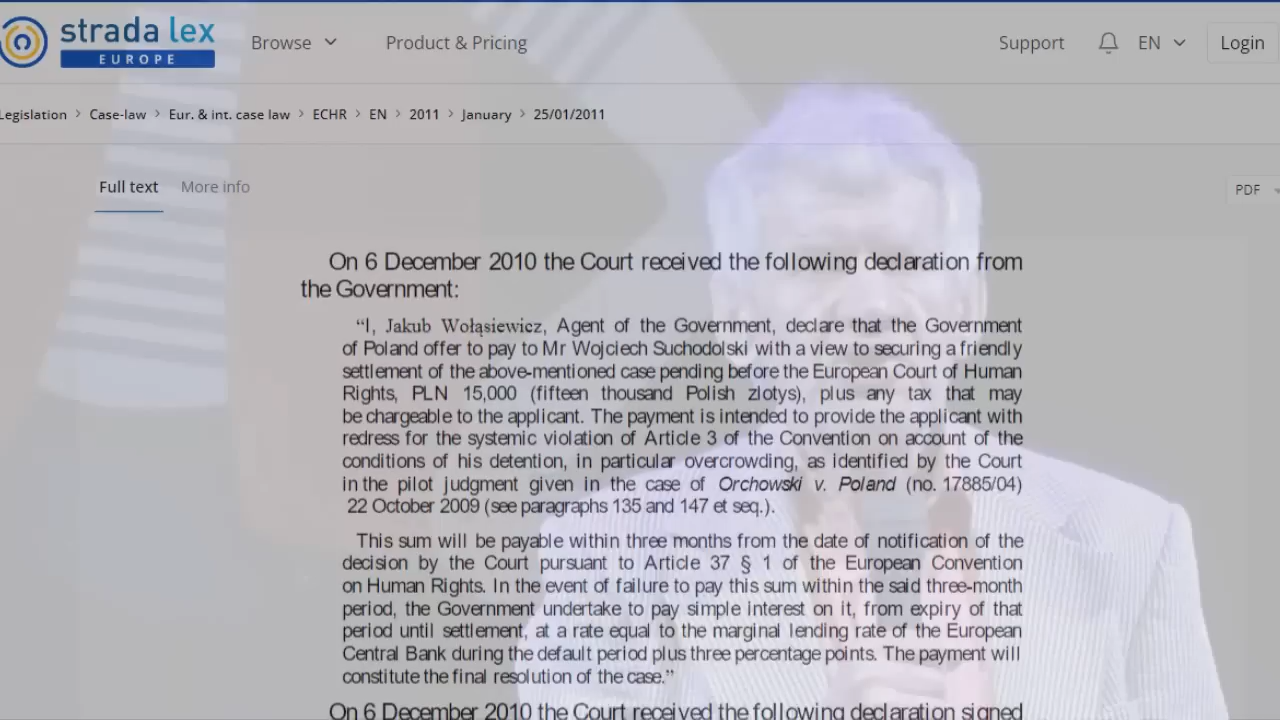 strada lex
EUROPE
Browse
Product & Pricing
Support
EN
Login
Legislation > Case-law > Eur. & int. case law > ECHR > EN > 2011 > January > 25/01/2011
Full text
More info
PDF
On 6 December 2010 the Court received the following declaration from
the Government:
“I, Jakub Wołąsiewicz, Agent of the Government, declare that the Government
of Poland offer to pay to Mr Wojciech Suchodolski with a view to securing a friendly
settlement of the above-mentioned case pending before the European Court of Human
Rights, PLN 15,000 (fifteen thousand Polish zlotys), plus any tax that may
be chargeable to the applicant. The payment is intended to provide the applicant with
redress for the systemic violation of Article 3 of the Convention on account of the
conditions of his detention, in particular overcrowding, as identified by the Court
in the pilot judgment given in the case of Orchowski v. Poland (no. 17885/04)
22 October 2009 (see paragraphs 135 and 147 et seq.).
This sum will be payable within three months from the date of notification of the
decision by the Court pursuant to Article 37 § 1 of the European Convention
on Human Rights. In the event of failure to pay this sum within the said three-month
period, the Government undertake to pay simple interest on it, from expiry of that
period until settlement, at a rate equal to the marginal lending rate of the European
Central Bank during the default period plus three percentage points. The payment will
constitute the final resolution of the case.”
On 6 December 2010 the Court received the following declaration signed